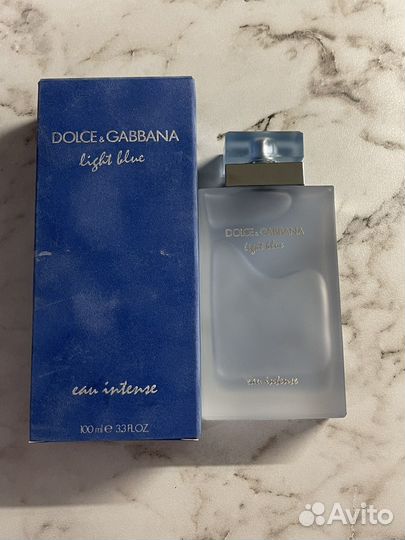 DOLCE & GABBANA
light blue
eau intense
100 ml ℮ 3.3 FL.OZ.
DOLCE & GABBANA
light blue
eau intense
Avito